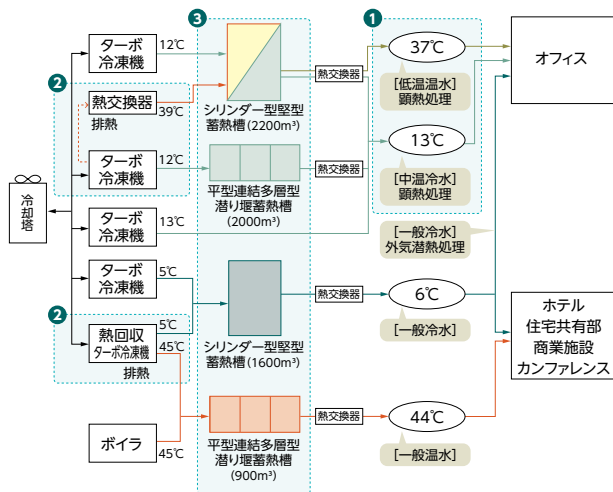 3
1
ターボ
冷凍機
12℃
37℃
オフィス
熱交換器
[低温温水]
顕熱処理
2
熱交換器
39℃
排熱
シリンダー型竪型
蓄熱槽(2200m³)
ターボ
冷凍機
12℃
熱交換器
13℃
[中温冷水]
顕熱処理
平型連結多層型
潜り堰蓄熱槽
(2000m³)
冷却塔
ターボ
冷凍機
13℃
[一般冷水]
外気潜熱処理
ターボ
冷凍機
5℃
熱交換器
6℃
[一般冷水]
ホテル
住宅共有部
商業施設
カンファレンス
2
熱回収
ターボ冷凍機
5℃
45℃
排熱
シリンダー型竪型
蓄熱槽(1600m³)
ボイラ
45℃
熱交換器
44℃
[一般温水]
平型連結多層型
潜り堰蓄熱槽
(900m³)